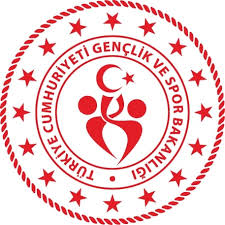 TÜRKİYE CUMHURİYETİ GENÇLİK VE SPOR BAKANLIĞI